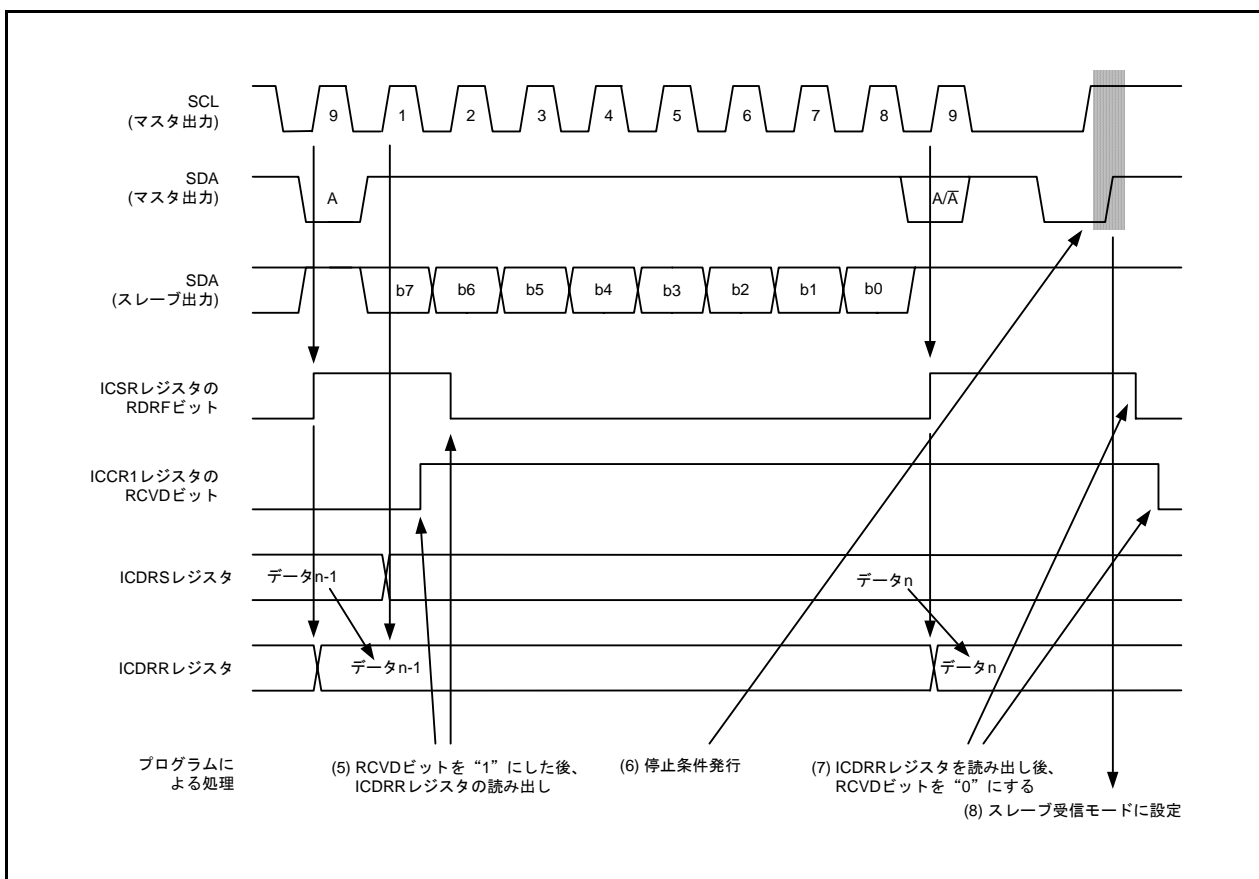 SCL
(マスタ出力)
9 1 2 3 4 5 6 7 8 9
SDA
(マスタ出力)
A A/A̅
SDA
(スレーブ出力)
b7 b6 b5 b4 b3 b2 b1 b0
ICSRレジスタの
RDRFビット
ICCR1レジスタの
RCVDビット
ICDRSレジスタ データn-1 データn
ICDRRレジスタ データn-1 データn
プログラムに
よる処理
(5) RCVDビットを“1”にした後、
ICDRRレジスタの読み出し
(6) 停止条件発行
(7) ICDRRレジスタを読み出し後、
RCVDビットを“0”にする
(8) スレーブ受信モードに設定